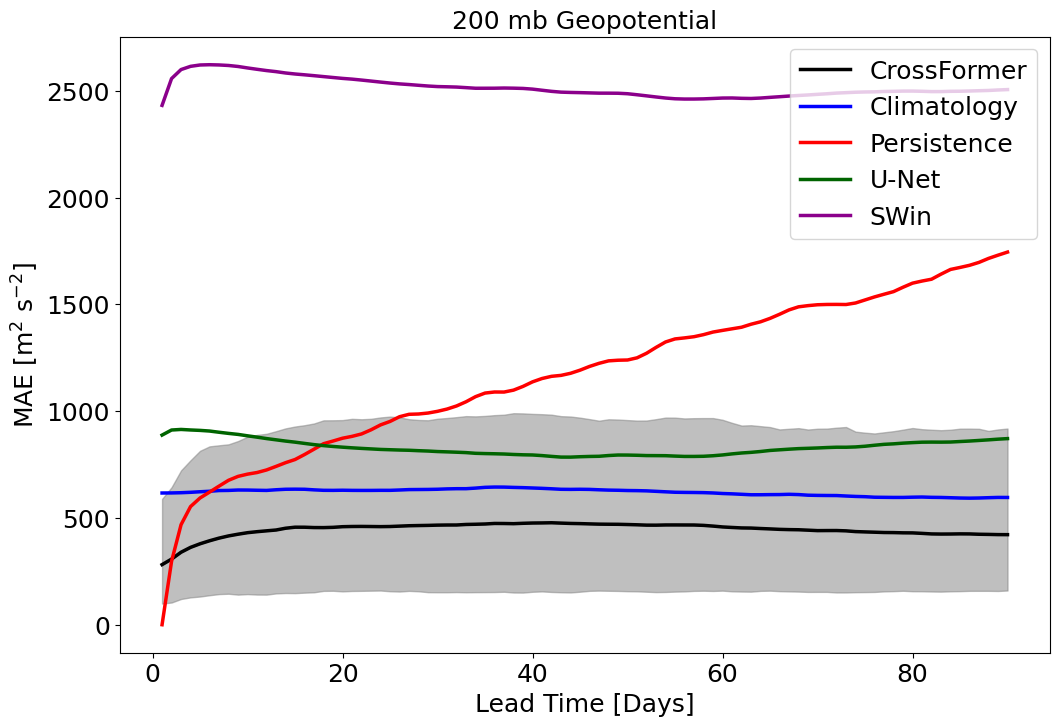 200 mb Geopotential
CrossFormer
Climatology
Persistence
U-Net
SWin
MAE [m² s⁻²]
2500
2000
1500
1000
500
0
0 20 40 60 80
Lead Time [Days]